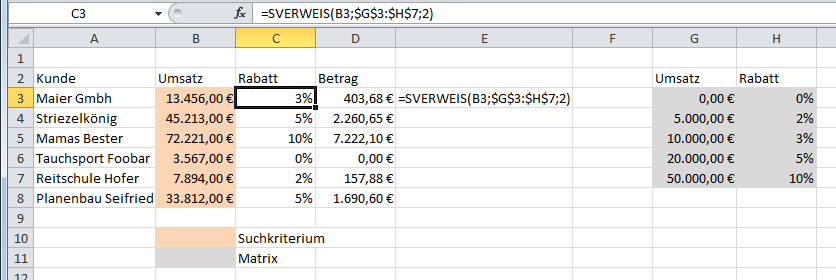 C3 fx =SVERWEIS(B3;$G$3:$H$7;2)
A B C D E F G H
1
2 Kunde Umsatz Rabatt Betrag Umsatz Rabatt
3 Maier Gmbh 13.456,00 € 3% 403,68 € =SVERWEIS(B3;$G$3:$H$7;2) 0,00 € 0%
4 Striezelkönig 45.213,00 € 5% 2.260,65 € 5.000,00 € 2%
5 Mamas Bester 72.221,00 € 10% 7.222,10 € 10.000,00 € 3%
6 Tauchsport Foobar 3.567,00 € 0% 0,00 € 20.000,00 € 5%
7 Reitschule Hofer 7.894,00 € 2% 157,88 € 50.000,00 € 10%
8 Planenbau Seifried 33.812,00 € 5% 1.690,60 €
9
10 Suchkriterium
11 Matrix
12